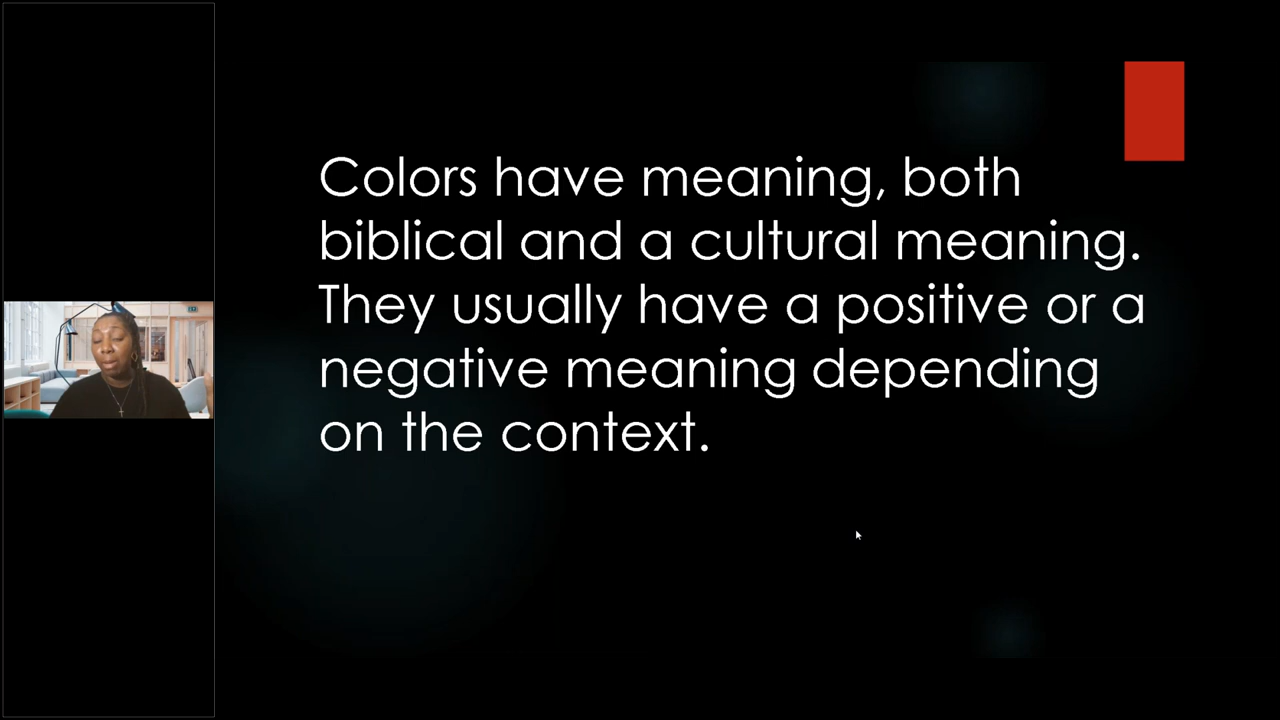 Colors have meaning, both
biblical and a cultural meaning.
They usually have a positive or a
negative meaning depending
on the context.